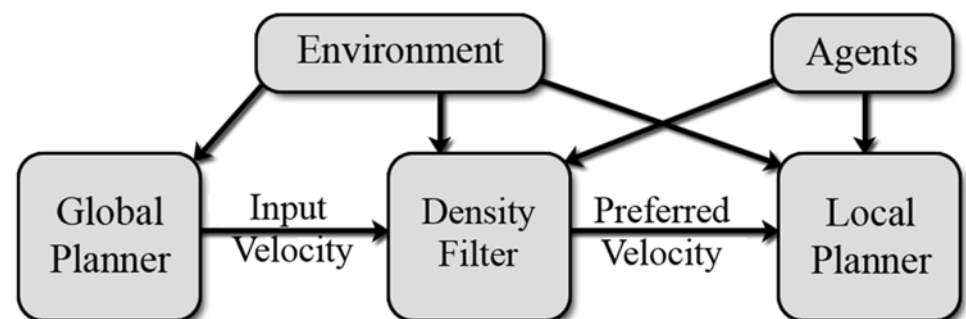 Environment
Agents
Global
Planner
Input
Velocity
Density
Filter
Preferred
Velocity
Local
Planner